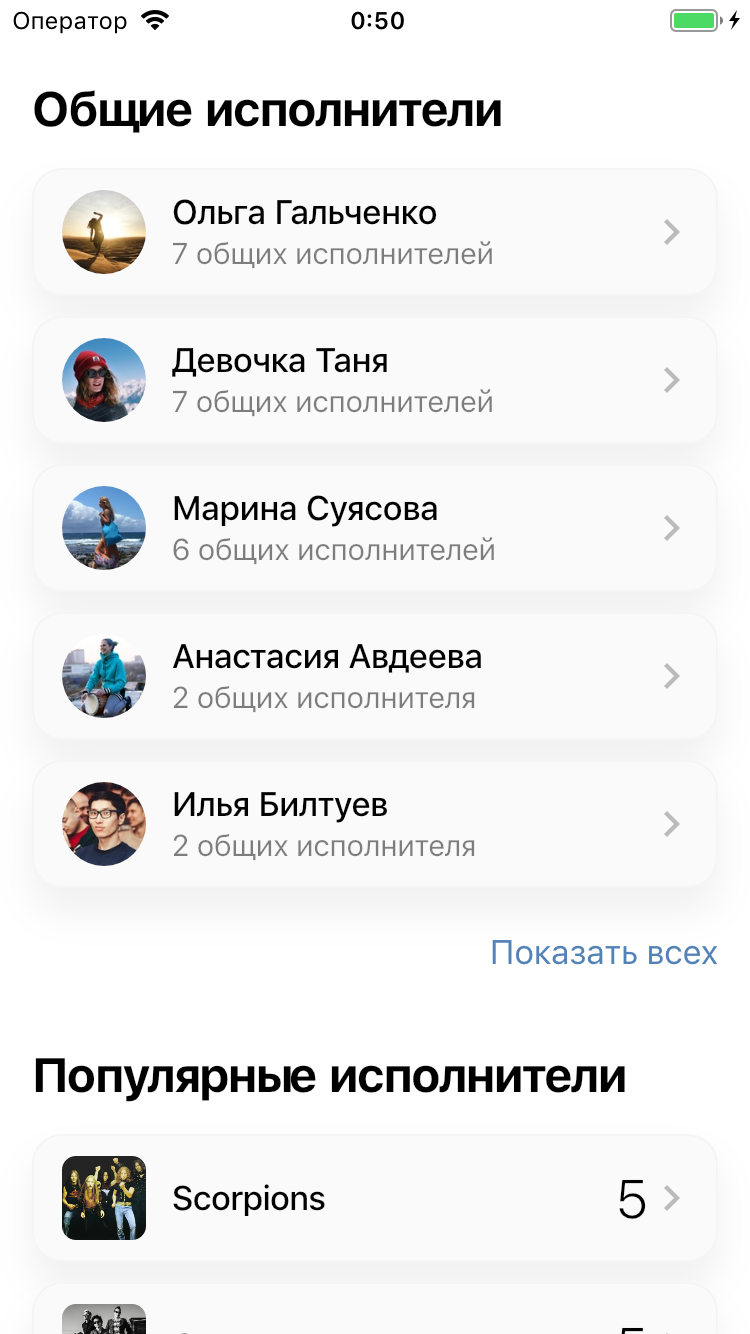 Оператор 0:50
Общие исполнители
Ольга Гальченко
7 общих исполнителей
Девочка Таня
7 общих исполнителей
Марина Суясова
6 общих исполнителей
Анастасия Авдеева
2 общих исполнителя
Илья Билтуев
2 общих исполнителя
Показать всех
Популярные исполнители
Scorpions 5